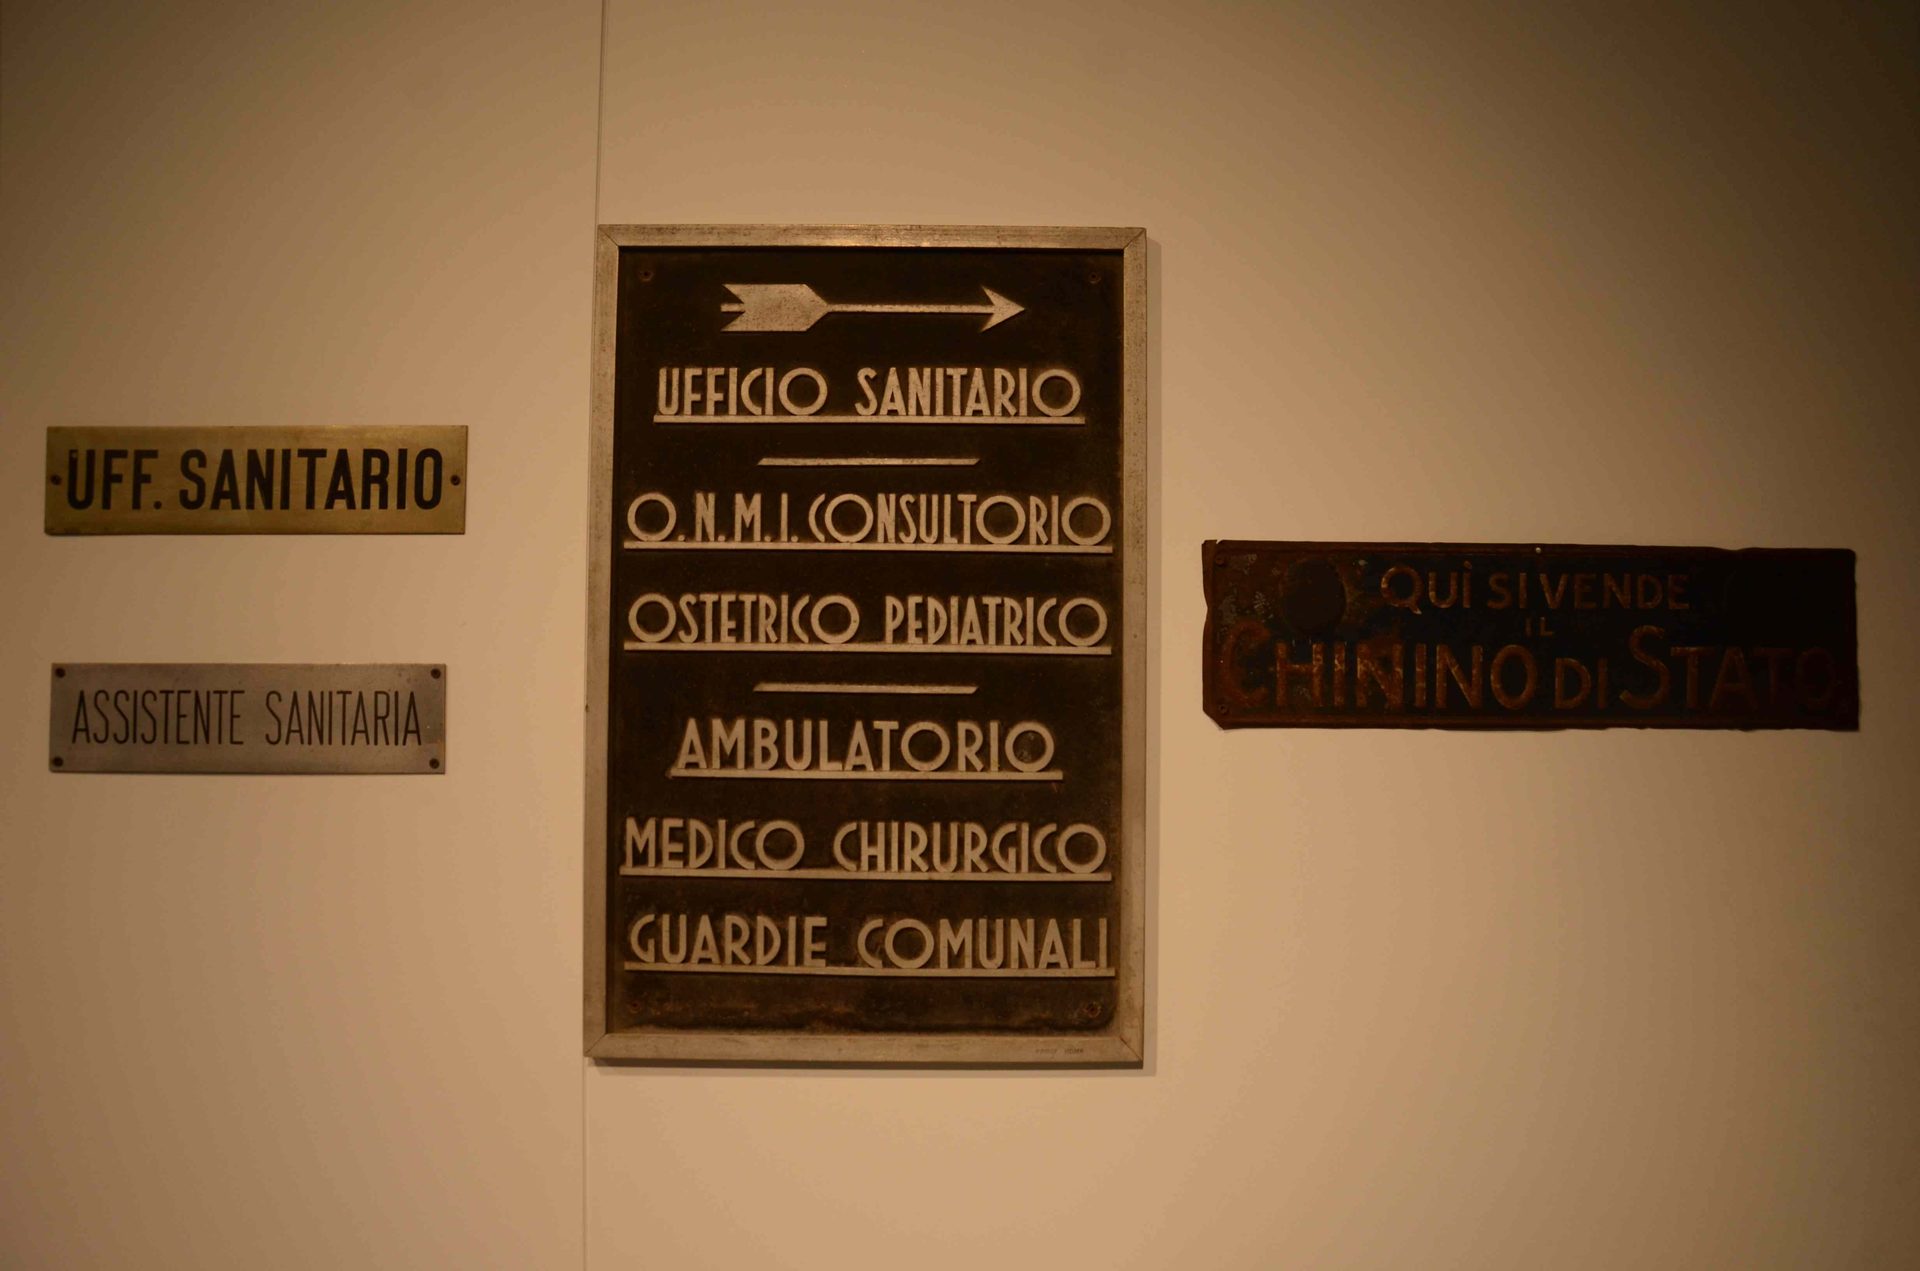 UFF. SANITARIO
ASSISTENTE SANITARIA
UFFICIO SANITARIO
O.N.M.I. CONSULTORIO
OSTETRICO PEDIATRICO
AMBULATORIO
MEDICO CHIRURGICO
GUARDIE COMUNALI
QUÌ SI VENDE
IL
CHININO DI STATO